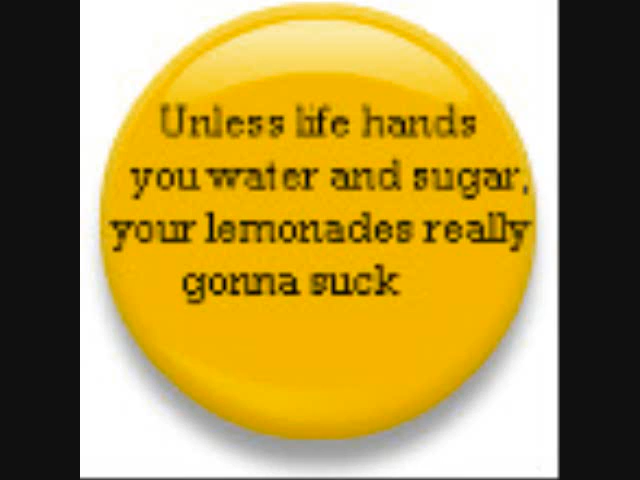 Unless life hands
you water and sugar,
your lemonades really
gonna suck